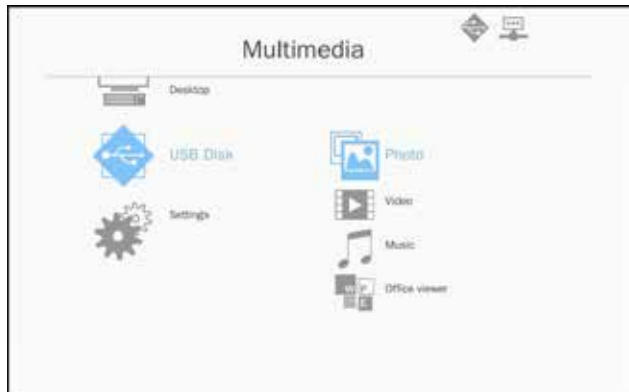 Multimedia
Desktop
USB Disk
Photo
Settings
Video
Music
Office viewer
W P
E